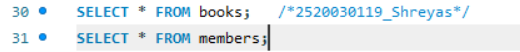 30 SELECT * FROM books; /*2520030119_Shreyas*/
31 SELECT * FROM members;